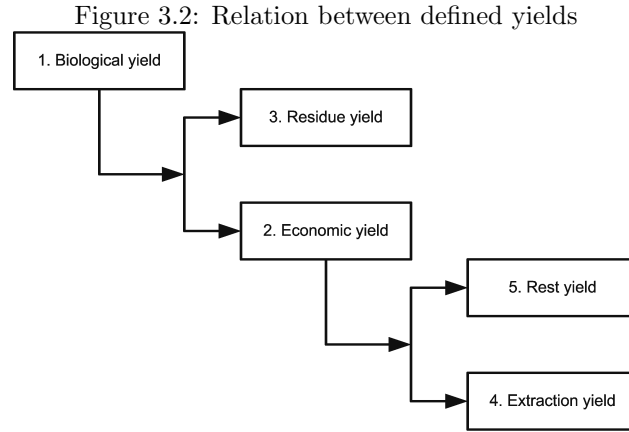 Figure 3.2: Relation between defined yields
1. Biological yield
3. Residue yield
2. Economic yield
5. Rest yield
4. Extraction yield